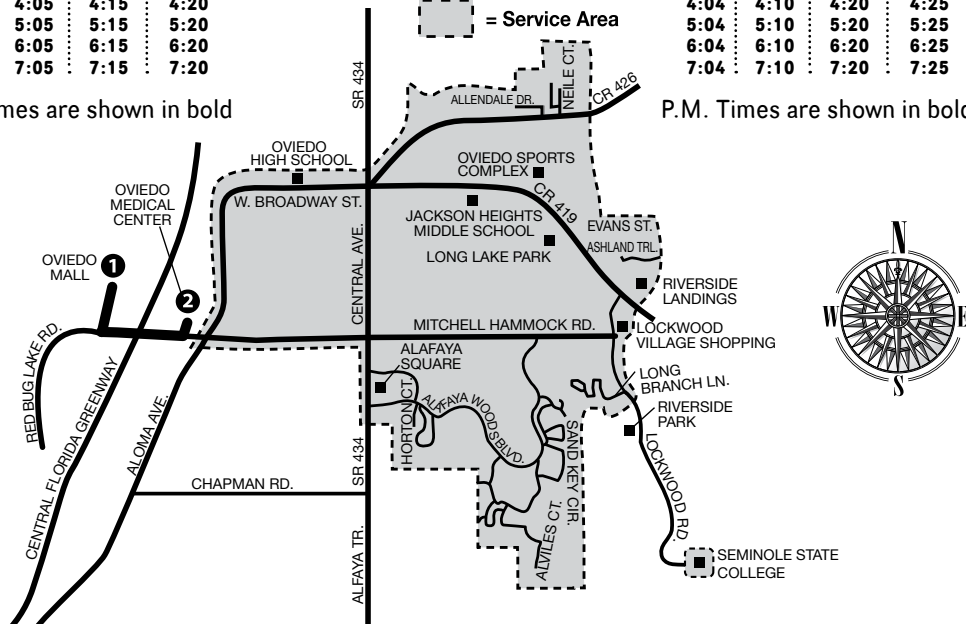 4:05 4:15 4:20
5:05 5:15 5:20
6:05 6:15 6:20
7:05 7:15 7:20
mes are shown in bold
= Service Area
4:04 4:10 4:20 4:25
5:04 5:10 5:20 5:25
6:04 6:10 6:20 6:25
7:04 7:10 7:20 7:25
P.M. Times are shown in bold
SR 434
ALLENDALE DR.
NEILE CT.
CR 426
OVIEDO
HIGH SCHOOL
OVIEDO SPORTS
COMPLEX
W. BROADWAY ST.
CR 419
OVIEDO
MEDICAL
CENTER
JACKSON HEIGHTS
MIDDLE SCHOOL
LONG LAKE PARK
EVANS ST.
ASHLAND TRL.
OVIEDO
MALL
1
2
CENTRAL AVE.
RIVERSIDE
LANDINGS
MITCHELL HAMMOCK RD.
LOCKWOOD
VILLAGE SHOPPING
RED BUG LAKE RD.
ALAFAYA
SQUARE
LONG
BRANCH LN.
RIVERSIDE
PARK
HORTON CT.
ALAFAYA WOODS BLVD.
SAND KEY CIR.
LOCKWOOD RD.
CENTRAL FLORIDA GREENWAY
ALOMA AVE.
SR 434
CHAPMAN RD.
ALVILES CT.
ALFAYA TR.
SEMINOLE STATE
COLLEGE
N
W
E
S